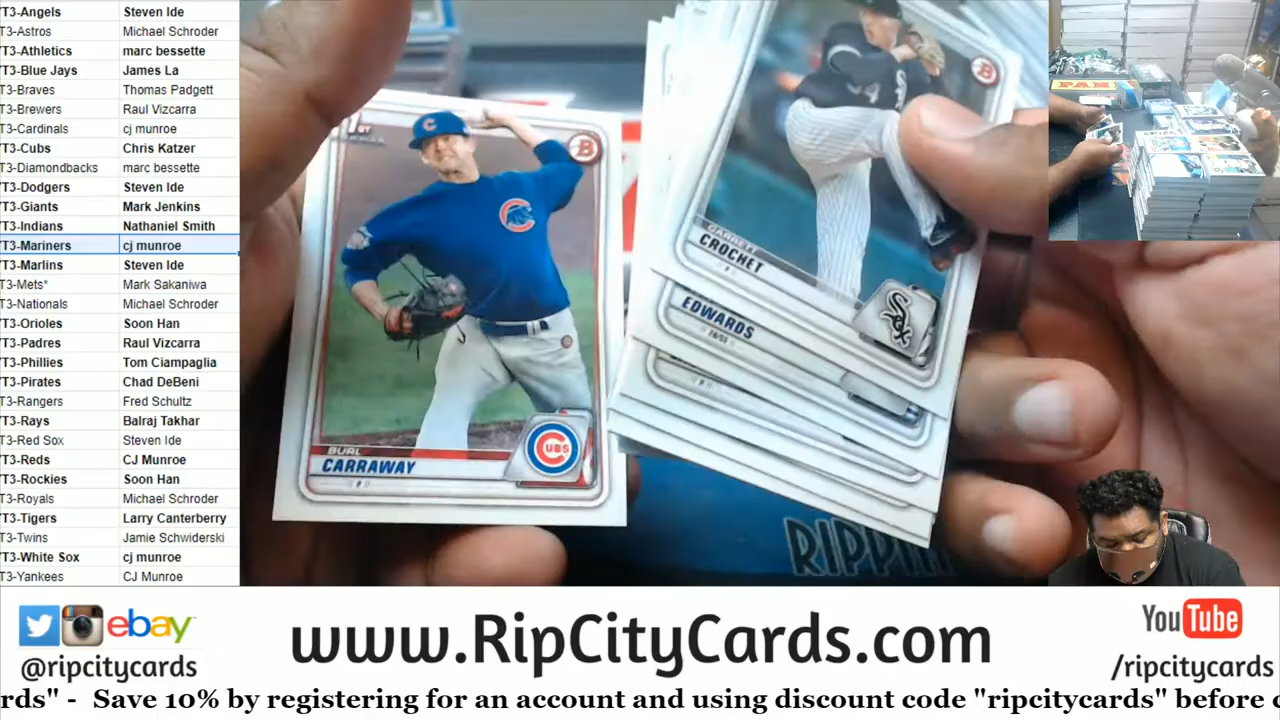 T3-Angels Steven Ide
T3-Astros Michael Schroder
T3-Athletics marc bessette
T3-Blue Jays James La
T3-Braves Thomas Padgett
T3-Brewers Raul Vizcarra
T3-Cardinals cj munroe
T3-Cubs Chris Katzer
T3-Diamondbacks marc bessette
T3-Dodgers Steven Ide
T3-Giants Mark Jenkins
T3-Indians Nathaniel Smith
T3-Mariners cj munroe
T3-Marlins Steven Ide
T3-Mets* Mark Sakaniwa
T3-Nationals Michael Schroder
T3-Orioles Soon Han
T3-Padres Raul Vizcarra
T3-Phillies Tom Ciampaglia
T3-Pirates Chad DeBeni
T3-Rangers Fred Schultz
T3-Rays Balraj Takhar
T3-Red Sox Steven Ide
T3-Reds CJ Munroe
T3-Rockies Soon Han
T3-Royals Michael Schroder
T3-Tigers Larry Canterberry
T3-Twins Jamie Schwiderski
T3-White Sox cj munroe
T3-Yankees CJ Munroe
B
C
BURL
CARRAWAY
CUBS
B
GARRETT
CROCHET
SOX
EDWARDS
RIPPIN
ebay
@ripcitycards
www.RipCityCards.com
YouTube
/ripcitycards
rds" - Save 10% by registering for an account and using discount code "ripcitycards" before